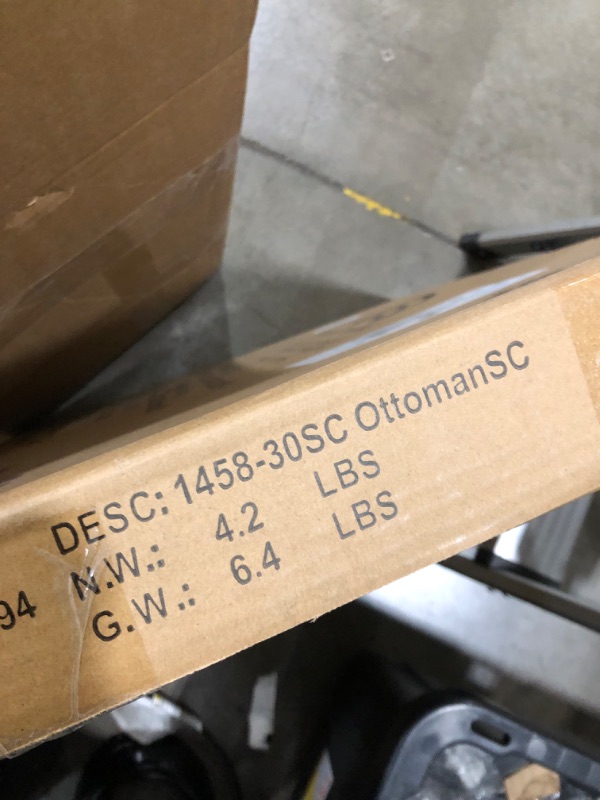 DESC: 1458-30SC OttomanSC
N.W.: 4.2 LBS
94
G.W.: 6.4 LBS